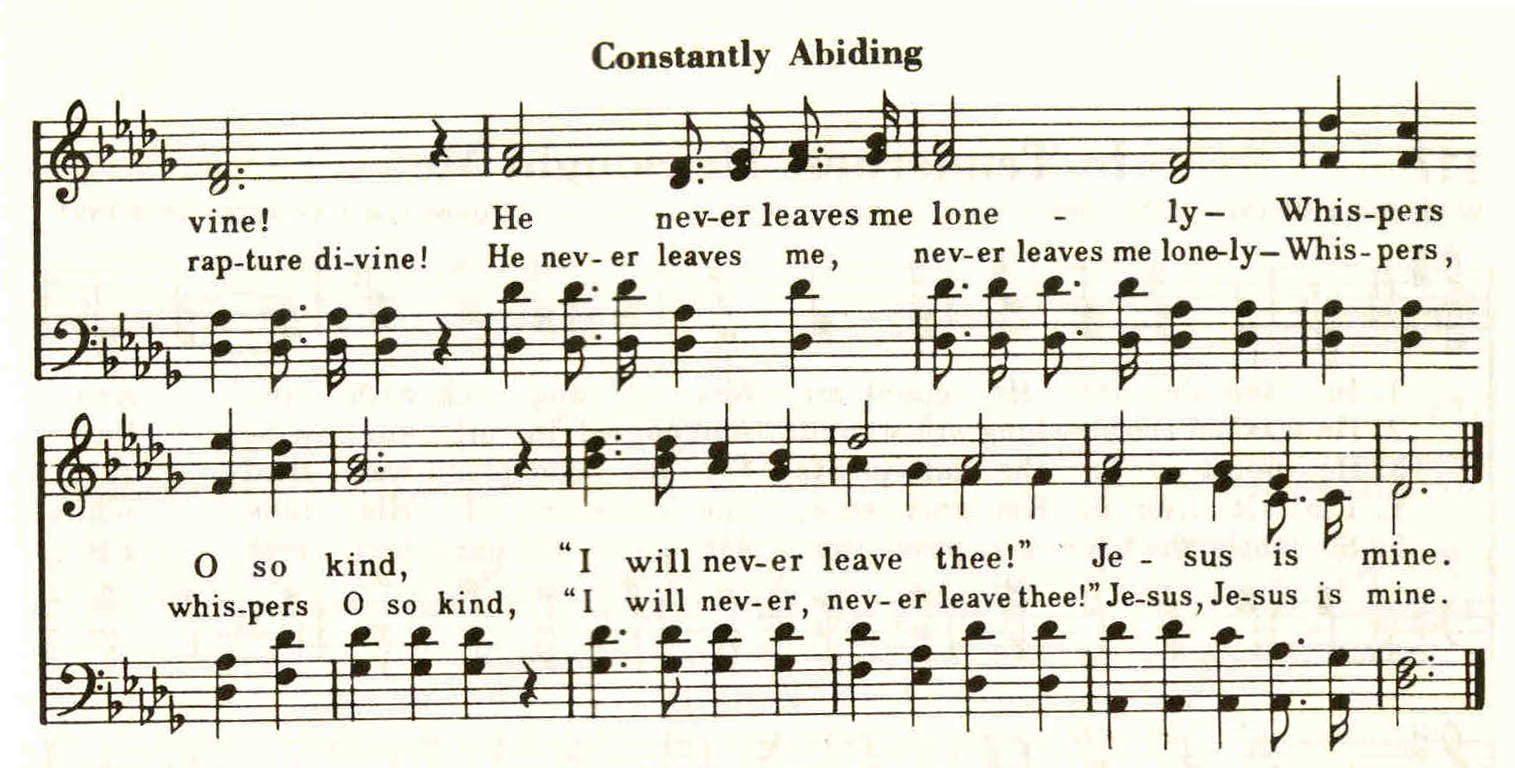 Constantly Abiding
vine! He nev-er leaves me lone - ly— Whis-pers
rap-ture di-vine! He nev-er leaves me, nev-er leaves me lone-ly—Whis-pers,
O so kind, “I will nev-er leave thee!” Je - sus is mine.
whis-pers O so kind, “I will nev-er, nev-er leave thee!” Je-sus, Je-sus is mine.